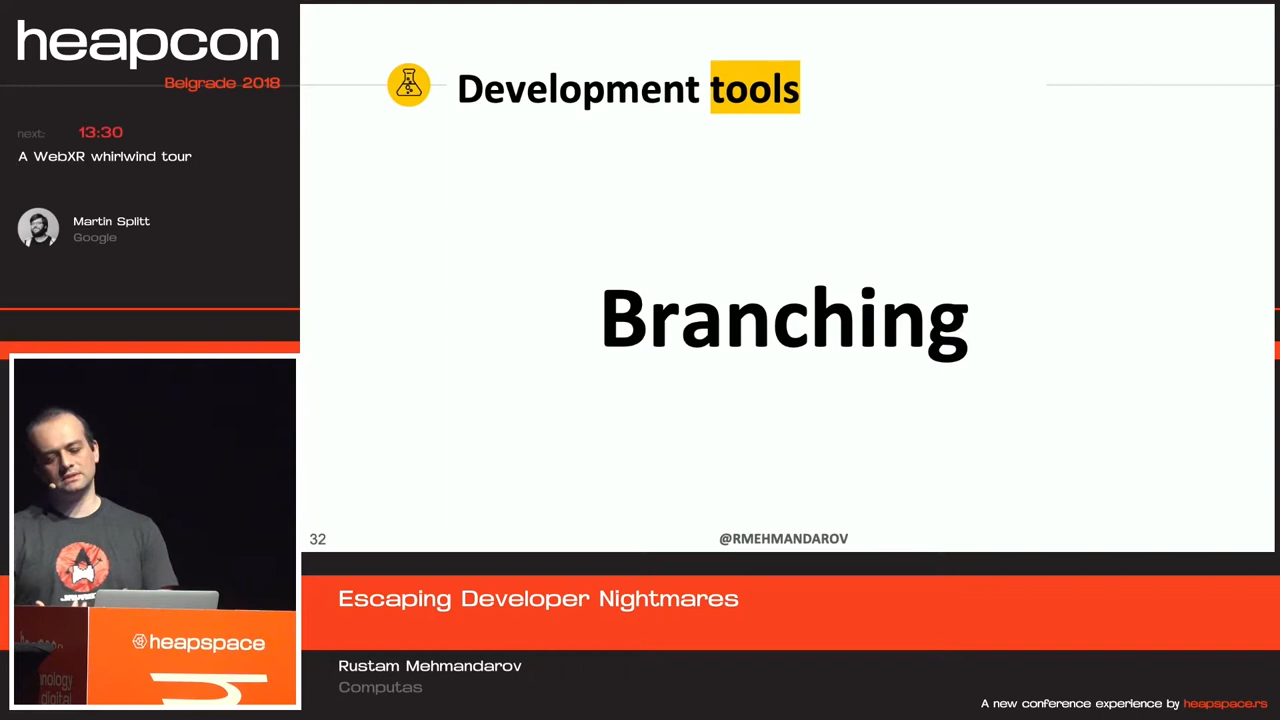 heapcon
Belgrade 2018
next: 13:30
A WebXR whirlwind tour
Martin Splitt
Google
Development tools
Branching
32
@RMEHMANDAROV
heapspace
digital
Escaping Developer Nightmares
Rustam Mehmandarov
Computas
A new conference experience by heapspace.rs